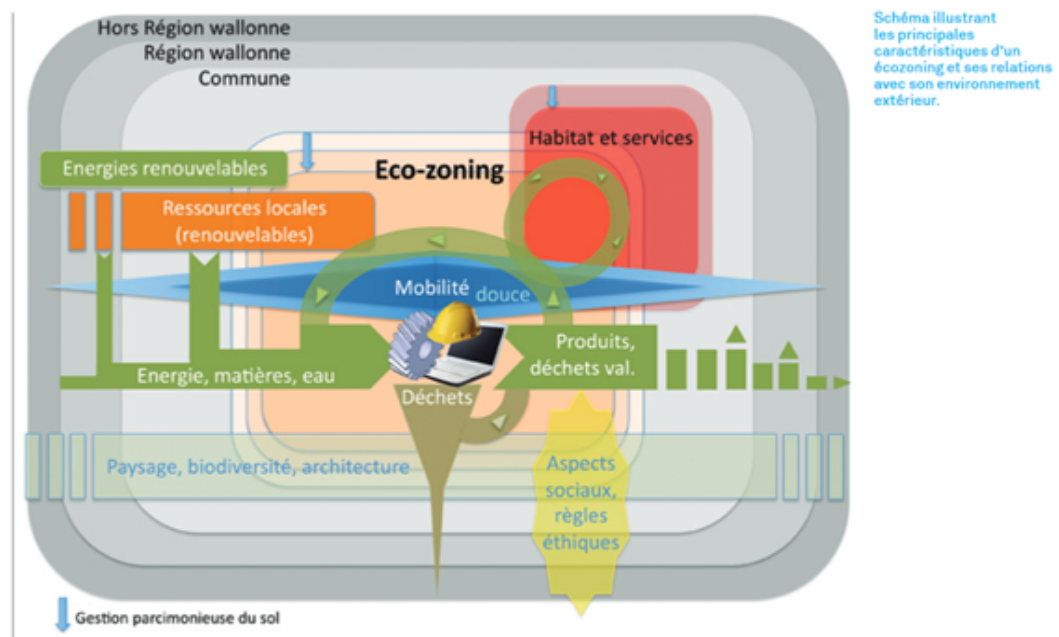 Hors Région wallonne
Région wallonne
Commune
Schéma illustrant
les principales
caractéristiques d'un
écozoning et ses relations
avec son environnement
extérieur.
Habitat et services
Energies renouvelables
Eco-zoning
Ressources locales
(renouvelables)
Mobilité
douce
Energie, matières, eau
Produits,
déchets val.
Déchets
Paysage, biodiversité, architecture
Aspects
sociaux,
règles
éthiques
Gestion parcimonieuse du sol